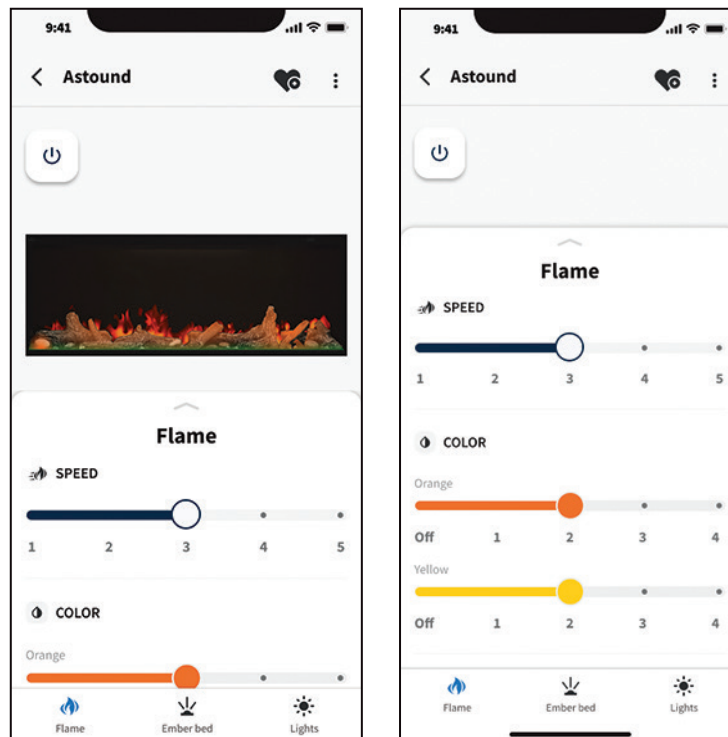 9:41
Astound
Flame
SPEED
1 2 3 4 5
COLOR
Orange
Flame Ember bed Lights
9:41
Astound
Flame
SPEED
1 2 3 4 5
COLOR
Orange
Off 1 2 3 4
Yellow
Off 1 2 3 4
Flame Ember bed Lights